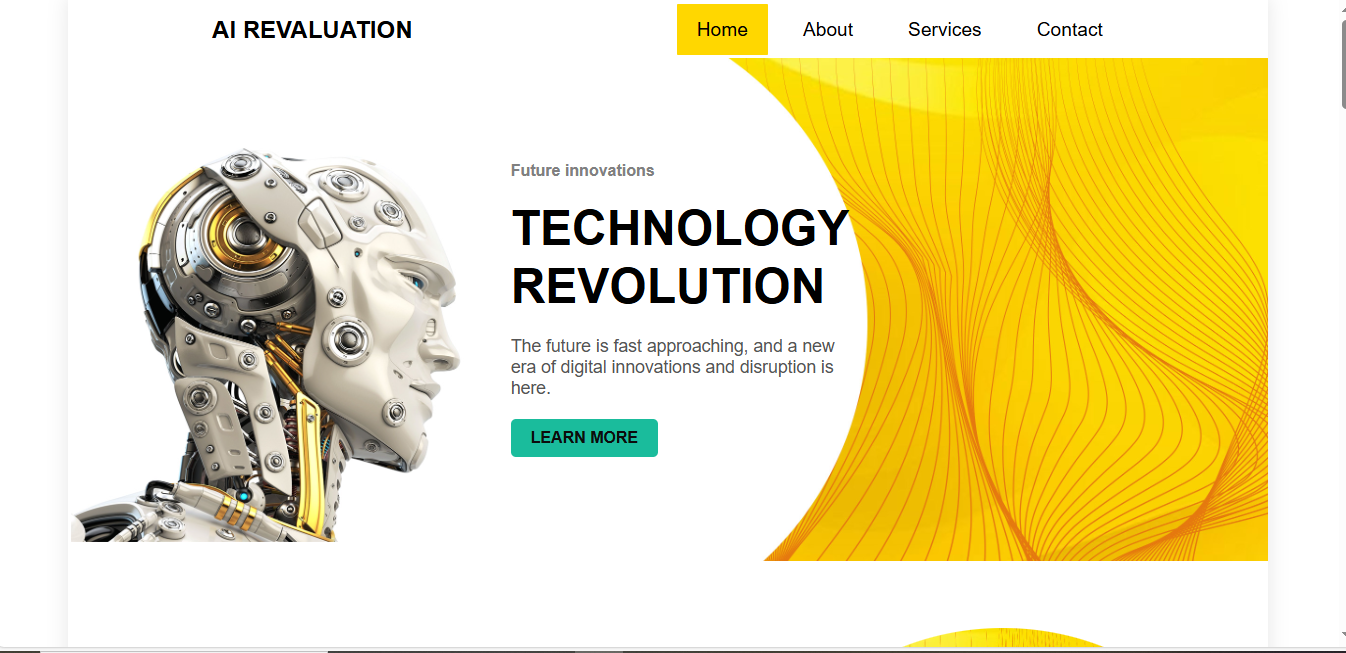 AI REVALUATION
Home About Services Contact
Future innovations
TECHNOLOGY
REVOLUTION
The future is fast approaching, and a new
era of digital innovations and disruption is
here.
LEARN MORE